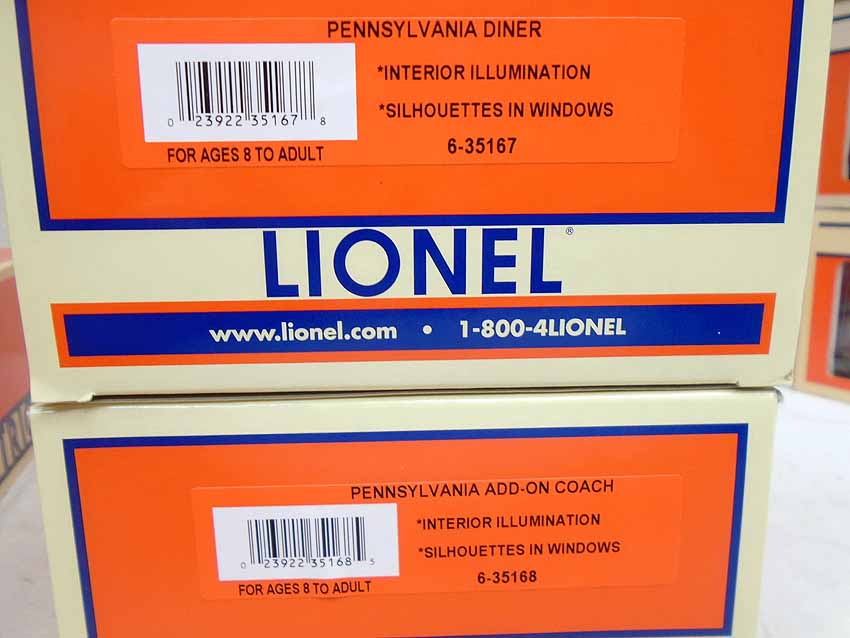 PENNSYLVANIA DINER
*INTERIOR ILLUMINATION
*SILHOUETTES IN WINDOWS
6-35167
0 23922 35167 8
FOR AGES 8 TO ADULT
LIONEL®
www.lionel.com • 1-800-4LIONEL
PENNSYLVANIA ADD-ON COACH
*INTERIOR ILLUMINATION
*SILHOUETTES IN WINDOWS
6-35168
0 23922 35168 5
FOR AGES 8 TO ADULT